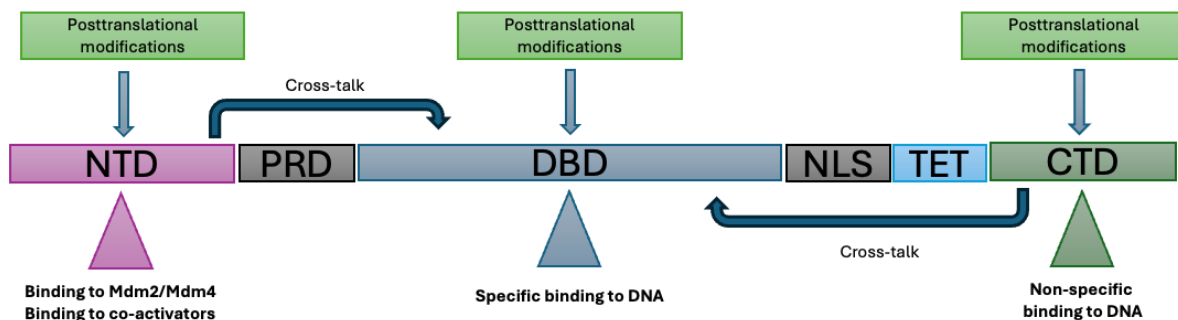 Posttranslational
modifications
Posttranslational
modifications
Posttranslational
modifications
Cross-talk
NTD
PRD
DBD
NLS
TET
CTD
Cross-talk
Binding to Mdm2/Mdm4
Binding to co-activators
Specific binding to DNA
Non-specific
binding to DNA